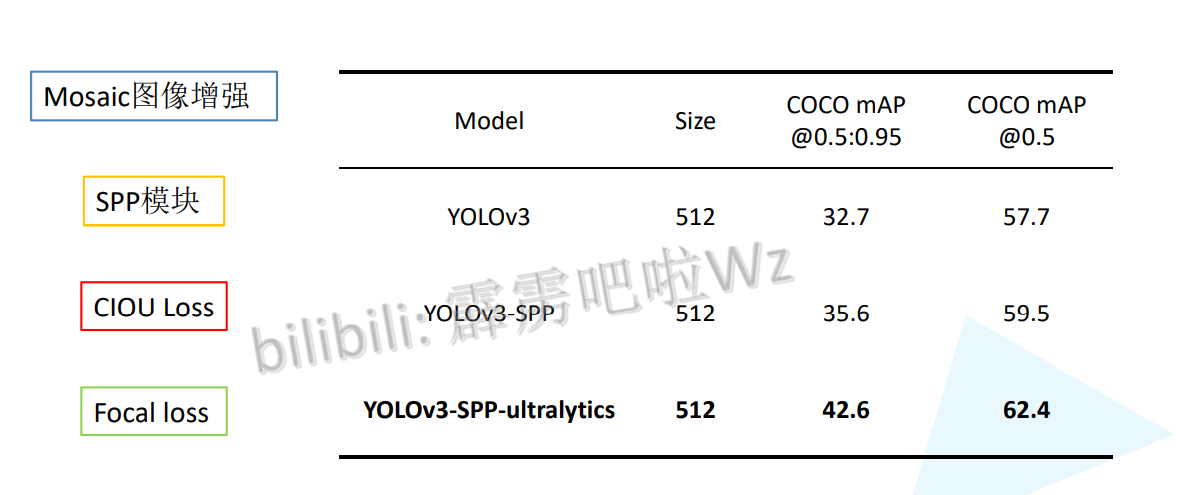 Mosaic图像增强
SPP模块
CIOU Loss
Focal loss
Model Size COCO mAP @0.5:0.95 COCO mAP @0.5
YOLOv3 512 32.7 57.7
YOLOv3-SPP 512 35.6 59.5
YOLOv3-SPP-ultralytics 512 42.6 62.4
bilibili: 霹雳吧啦Wz